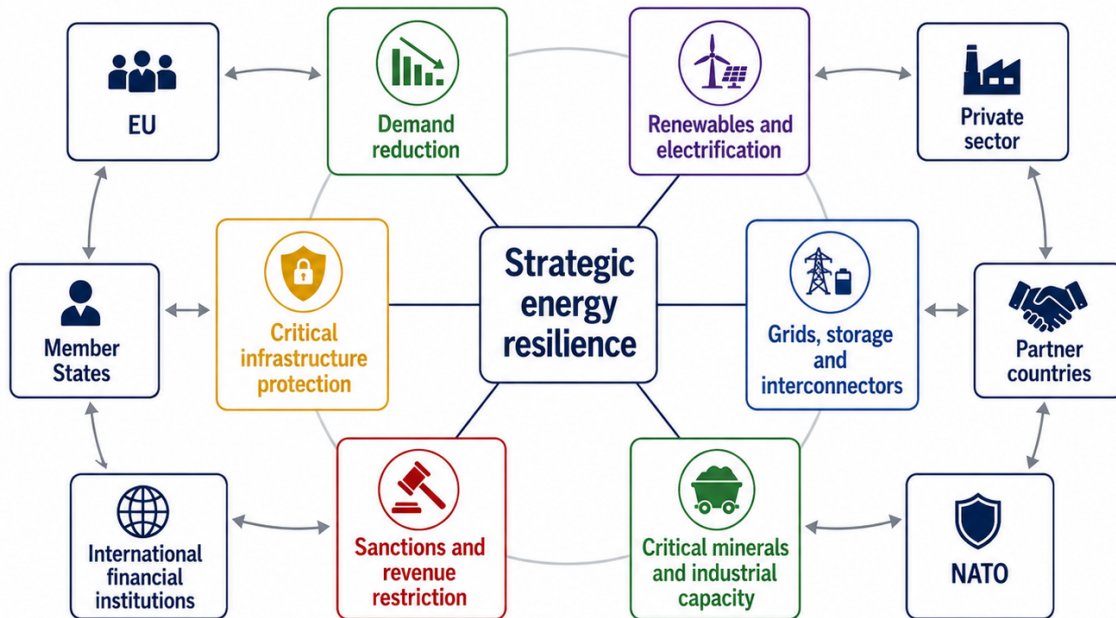 EU
Demand
reduction
Renewables and
electrification
Private
sector
Member
States
Critical
infrastructure
protection
Strategic
energy
resilience
Grids, storage
and
interconnectors
Partner
countries
International
financial
institutions
Sanctions and
revenue
restriction
Critical minerals
and industrial
capacity
NATO